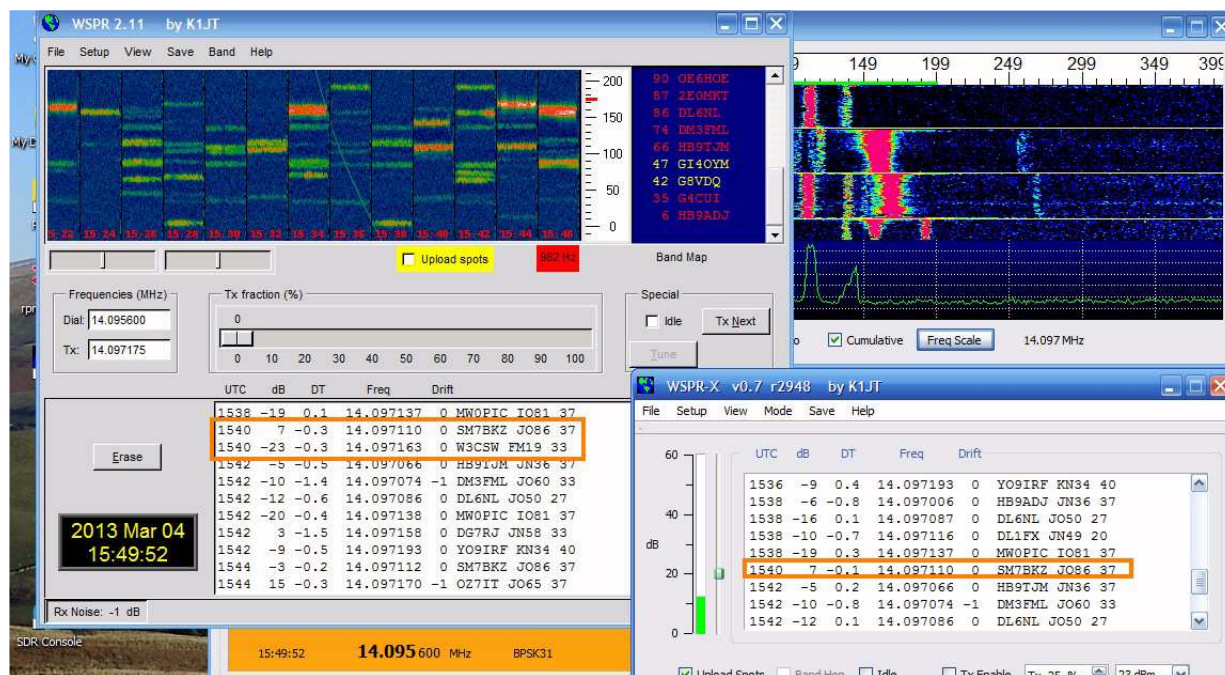 WSPR 2.11 by K1JT
File Setup View Save Band Help
200
150
100
50
0
90 OE6HOE
87 2E0MKT
86 DL6NL
74 DM3FML
66 HB9TJM
47 GI4OYM
42 G8VDQ
35 G4CUI
6 HB9ADJ
15:24 15:26 15:28 15:30 15:32 15:34 15:36 15:38 15:40 15:42 15:44 15:46
Upload spots
982 Hz
Band Map
Frequencies (MHz)
Dial: 14.095600
Tx: 14.097175
Tx fraction (%)
0
0 10 20 30 40 50 60 70 80 90 100
Special
Idle
Tx Next
Tune
UTC dB DT Freq Drift
1538 -19 0.1 14.097137 0 MW0PIC IO81 37
1540 7 -0.3 14.097110 0 SM7BKZ JO86 37
1540 -23 -0.3 14.097163 0 W3CSW FM19 33
1542 -5 -0.5 14.097066 0 HB9TJM JN36 37
1542 -10 -1.4 14.097074 -1 DM3FML JO60 33
1542 -12 -0.6 14.097086 0 DL6NL JO50 27
1542 -20 -0.4 14.097138 0 MW0PIC IO81 37
1542 3 -1.5 14.097158 0 DG7RJ JN58 33
1542 -9 -0.5 14.097193 0 YO9IRF KN34 40
1544 -3 -0.2 14.097112 0 SM7BKZ JO86 37
1544 15 -0.3 14.097170 -1 OZ7IT JO65 37
Erase
2013 Mar 04
15:49:52
Rx Noise: -1 dB
149 199 249 299 349 399
Cumulative
Freq Scale
14.097 MHz
WSPR-X v0.7 r2948 by K1JT
File Setup View Mode Save Help
60
40
dB
20
0
UTC dB DT Freq Drift
1536 -9 0.4 14.097193 0 YO9IRF KN34 40
1538 -6 -0.8 14.097006 0 HB9ADJ JN36 37
1538 -16 0.1 14.097087 0 DL6NL JO50 27
1538 -10 -0.7 14.097116 0 DL1FX JN49 20
1538 -19 0.3 14.097137 0 MW0PIC IO81 37
1540 7 -0.1 14.097110 0 SM7BKZ JO86 37
1542 -5 0.2 14.097066 0 HB9TJM JN36 37
1542 -10 -0.8 14.097074 -1 DM3FML JO60 33
1542 -12 0.1 14.097086 0 DL6NL JO50 27
Upload Spots Band Hop Idle Tx Enable Tx 25 % 23 dBm
SDR Console
15:49:52 14.095 600 MHz BPSK31